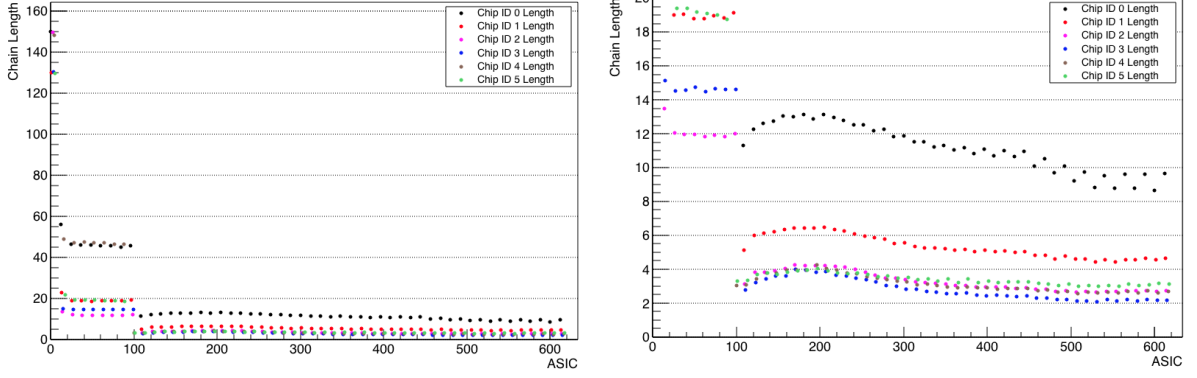 Chain Length
160
140
120
100
80
60
40
20
0
Chip ID 0 Length
Chip ID 1 Length
Chip ID 2 Length
Chip ID 3 Length
Chip ID 4 Length
Chip ID 5 Length
0 100 200 300 400 500 600
ASIC
Chain Length
20
18
16
14
12
10
8
6
4
2
0
Chip ID 0 Length
Chip ID 1 Length
Chip ID 2 Length
Chip ID 3 Length
Chip ID 4 Length
Chip ID 5 Length
0 100 200 300 400 500 600
ASIC